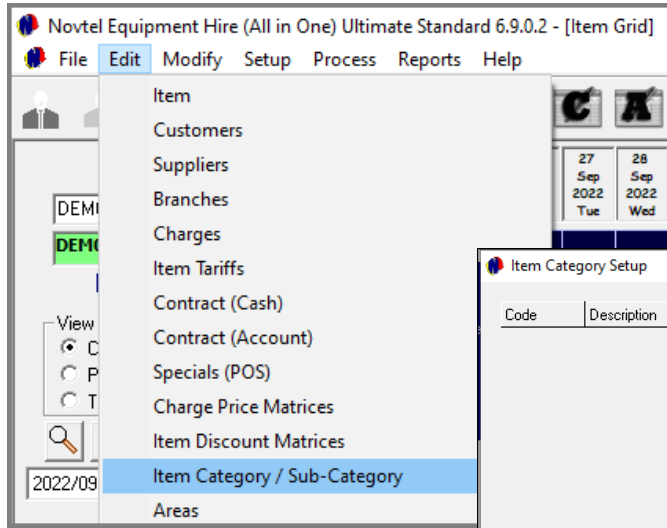 Novtel Equipment Hire (All in One) Ultimate Standard 6.9.0.2 - [Item Grid]
File Edit Modify Setup Process Reports Help
C A
Item
Customers
Suppliers
Branches
Charges
Item Tariffs
Contract (Cash)
Contract (Account)
Specials (POS)
Charge Price Matrices
Item Discount Matrices
Item Category / Sub-Category
Areas
27 Sep 2022 Tue
28 Sep 2022 Wed
View
2022/09
Item Category Setup
Code Description